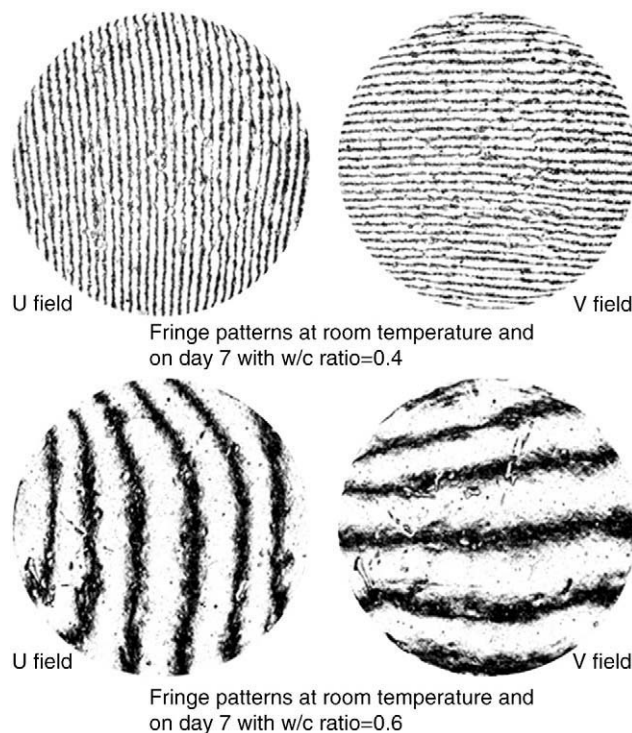 U field
V field
Fringe patterns at room temperature and
on day 7 with w/c ratio=0.4
U field
V field
Fringe patterns at room temperature and
on day 7 with w/c ratio=0.6